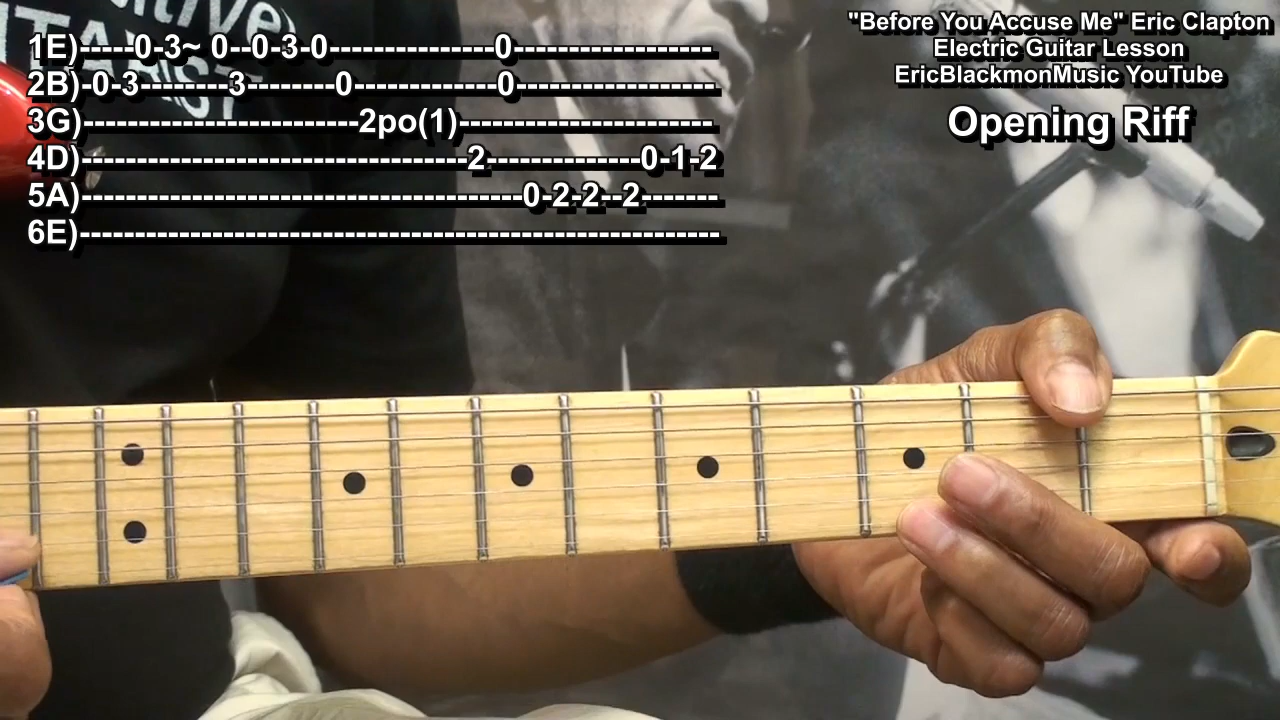 "Before You Accuse Me" Eric Clapton
Electric Guitar Lesson
EricBlackmonMusic YouTube
Opening Riff
1E)-----0-3~ 0--0-3-0---------------0------------------
2B)-0-3--------3--------0------------0------------------
3G)-------------------------2po(1)-----------------------
4D)-----------------------------------2-------------0-1-2
5A)----------------------------------------0-2-2--2-------
6E)----------------------------------------------------------